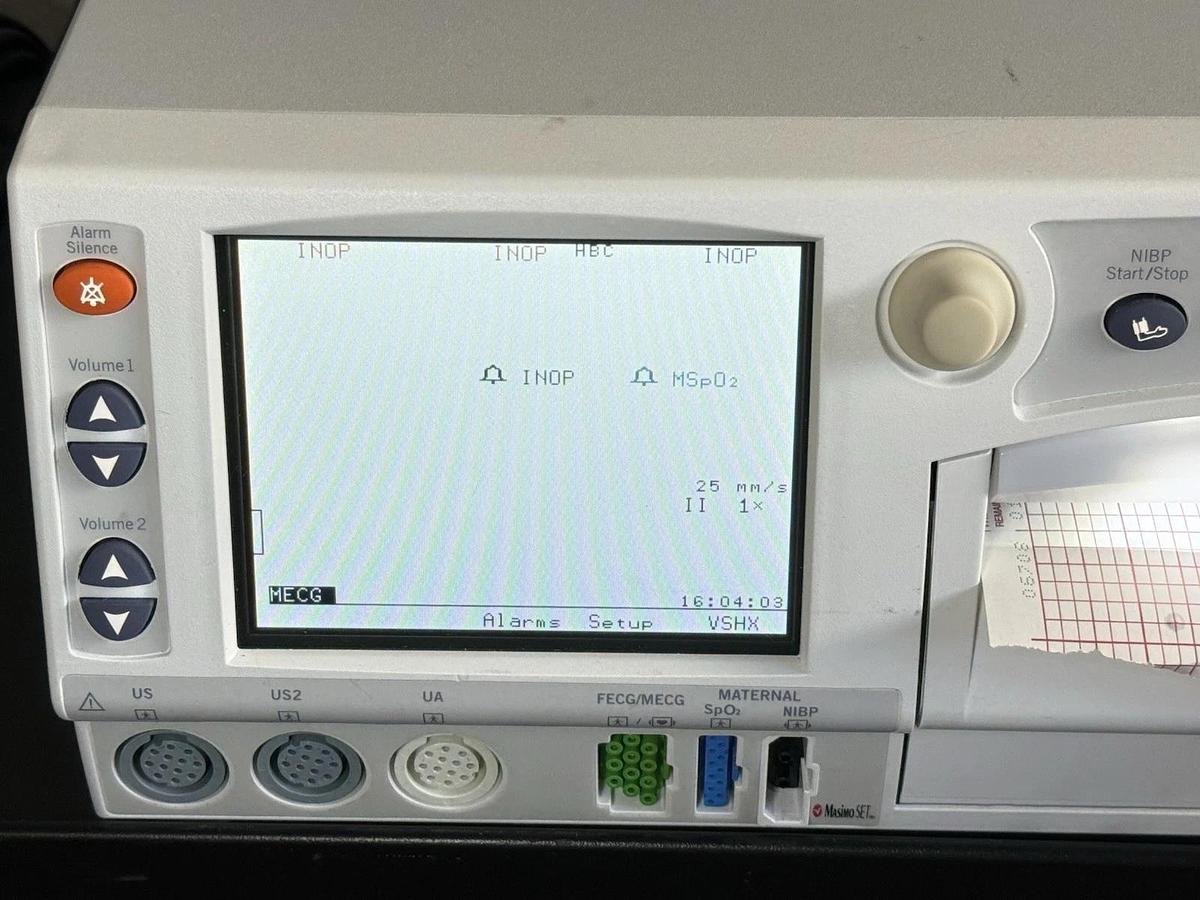 Alarm
Silence
INOP
INOP
HBC
INOP
NIBP
Start/Stop
Volume 1
INOP
MSpO₂
25 mm/s
II 1×
Volume 2
MECG
16:04:03
Alarms Setup VSHX
US
US2
UA
FECG/MECG
MATERNAL
SpO₂
NIBP
Masimo SET